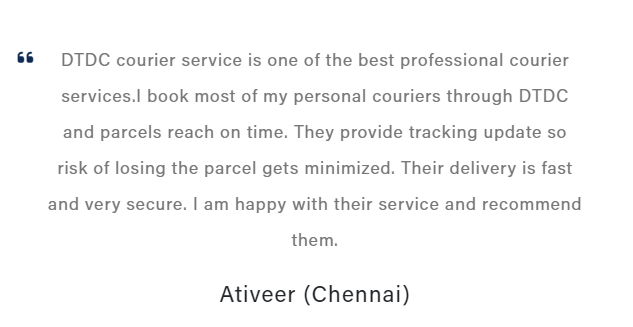 “ DTDC courier service is one of the best professional courier
services.I book most of my personal couriers through DTDC
and parcels reach on time. They provide tracking update so
risk of losing the parcel gets minimized. Their delivery is fast
and very secure. I am happy with their service and recommend
them.
Ativeer (Chennai)